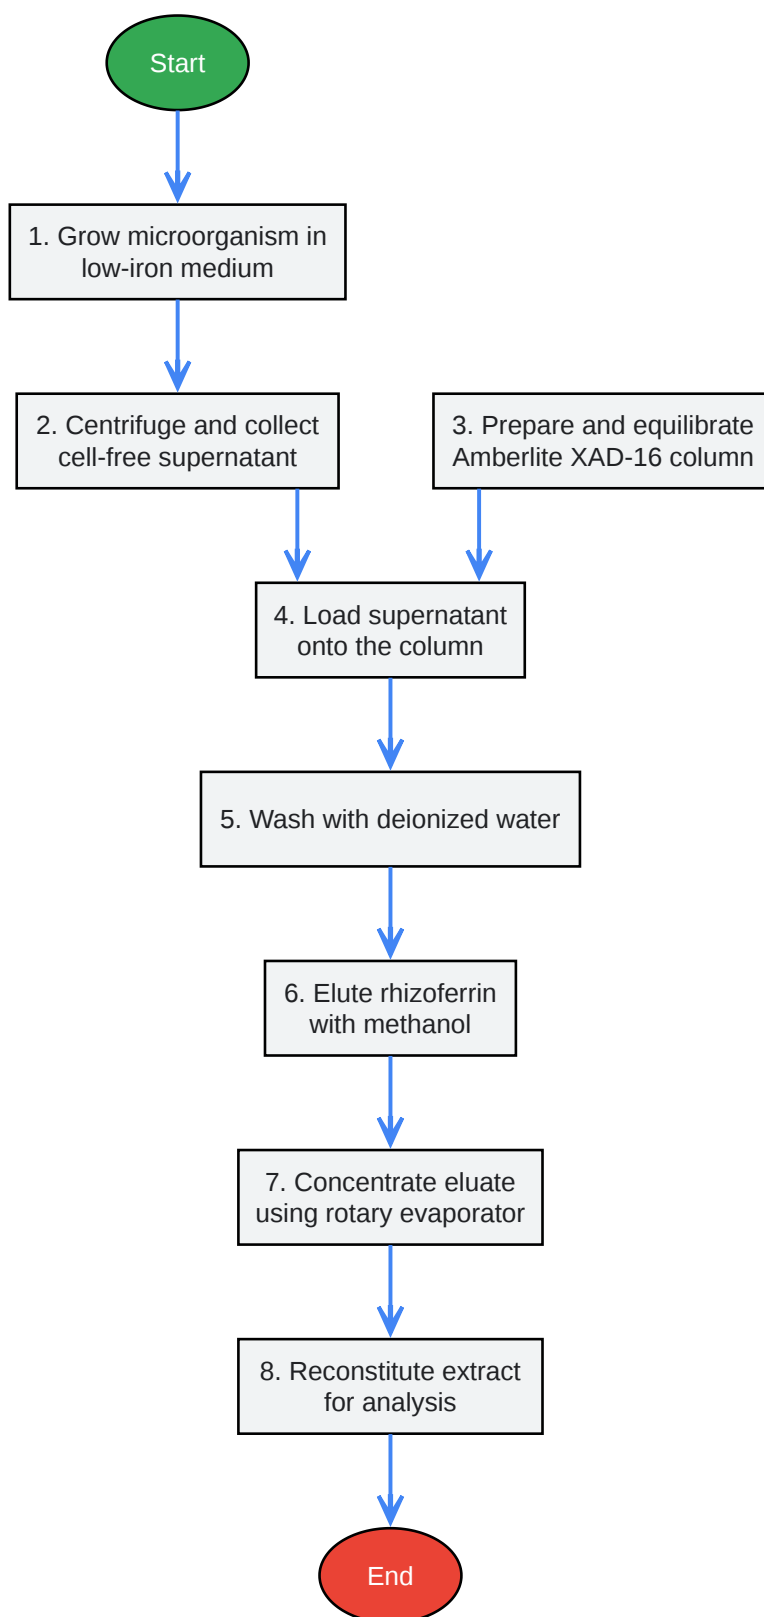 Start
1. Grow microorganism in
low-iron medium
2. Centrifuge and collect
cell-free supernatant
3. Prepare and equilibrate
Amberlite XAD-16 column
4. Load supernatant
onto the column
5. Wash with deionized water
6. Elute rhizoferrin
with methanol
7. Concentrate eluate
using rotary evaporator
8. Reconstitute extract
for analysis
End